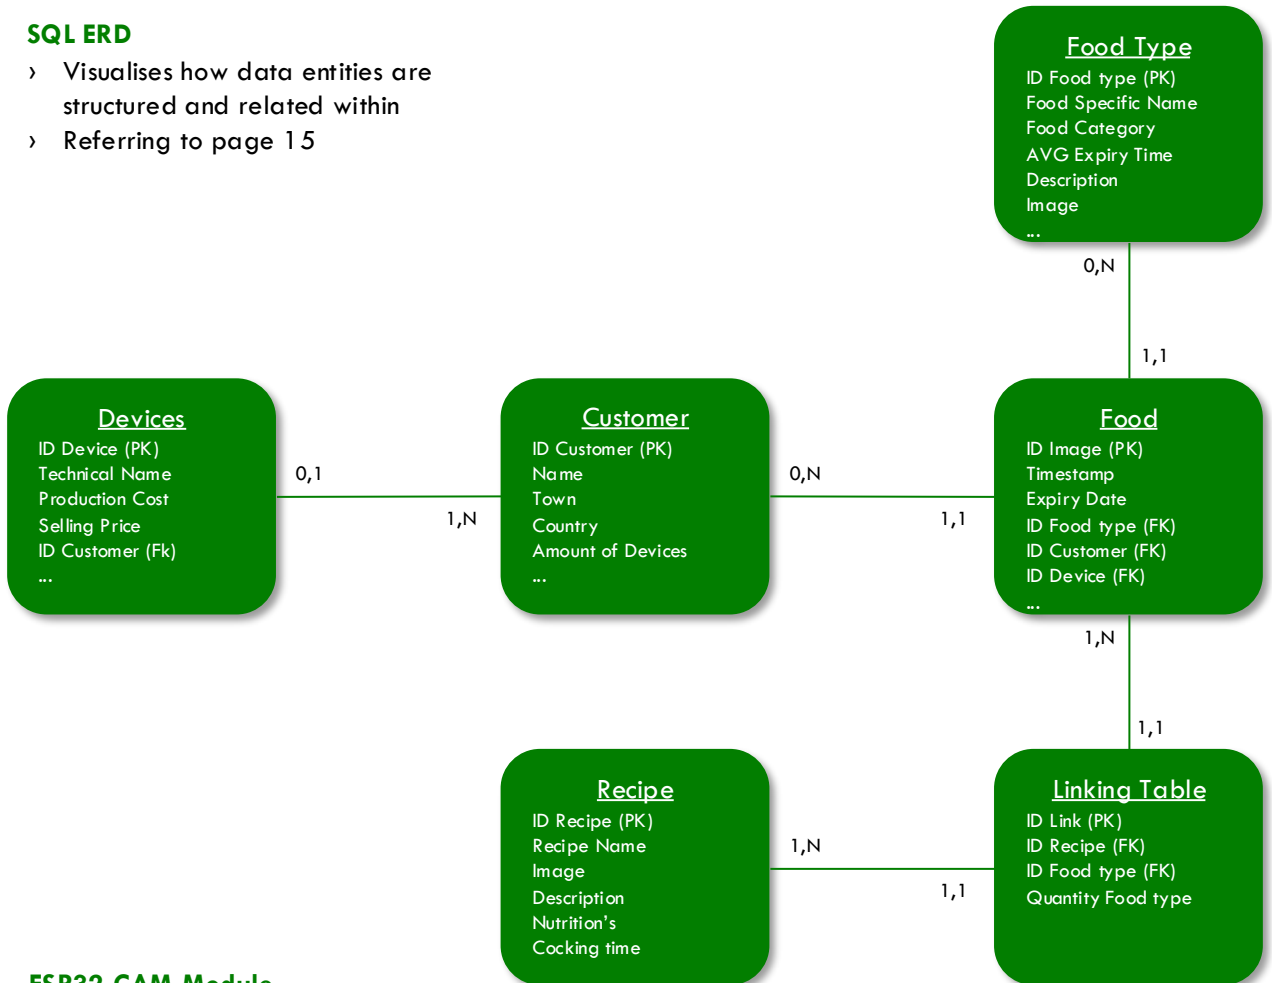 SQL ERD
› Visualises how data entities are
structured and related within
› Referring to page 15
Food Type
ID Food type (PK)
Food Specific Name
Food Category
AVG Expiry Time
Description
Image
...
0,N
1,1
Devices
ID Device (PK)
Technical Name
Production Cost
Selling Price
ID Customer (Fk)
...
0,1
1,N
Customer
ID Customer (PK)
Name
Town
Country
Amount of Devices
...
0,N
1,1
Food
ID Image (PK)
Timestamp
Expiry Date
ID Food type (FK)
ID Customer (FK)
ID Device (FK)
...
1,N
1,1
Recipe
ID Recipe (PK)
Recipe Name
Image
Description
Nutrition's
Cocking time
1,N
1,1
Linking Table
ID Link (PK)
ID Recipe (FK)
ID Food type (FK)
Quantity Food type
ESP32-CAM Module